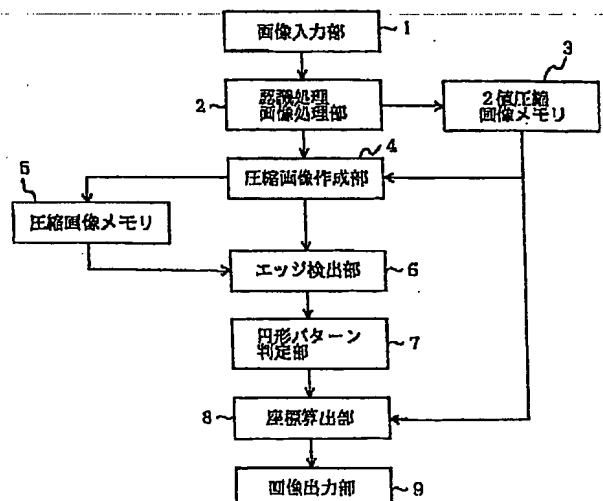 画像入力部
1
認識処理
画像処理部
2
2値圧縮
画像メモリ
3
圧縮画像作成部
4
圧縮画像メモリ
5
エッジ検出部
6
円形パターン
判定部
7
座標算出部
8
画像出力部
9